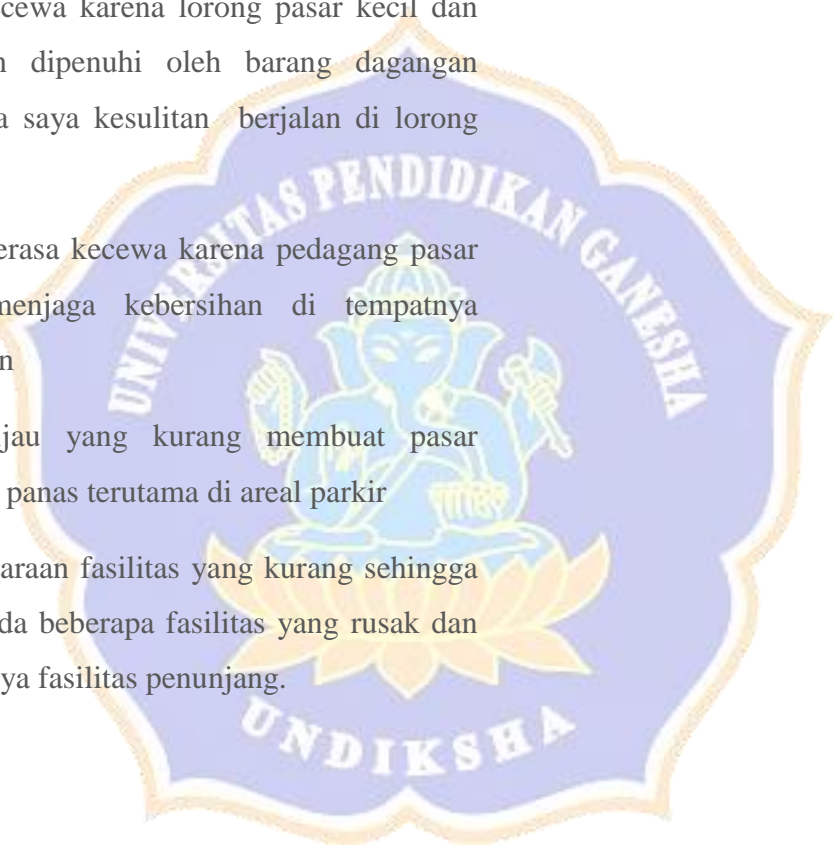 cewa karena lorong pasar kecil dan
dipenuhi oleh barang dagangan
saya kesulitan berjalan di lorong
erasa kecewa karena pedagang pasar
menjaga kebersihan di tempatnya
jau yang kurang membuat pasar
panas terutama di areal parkir
araan fasilitas yang kurang sehingga
da beberapa fasilitas yang rusak dan
ya fasilitas penunjang.
UNIVERSITAS PENDIDIKAN GANESHA
UNDIKSHA